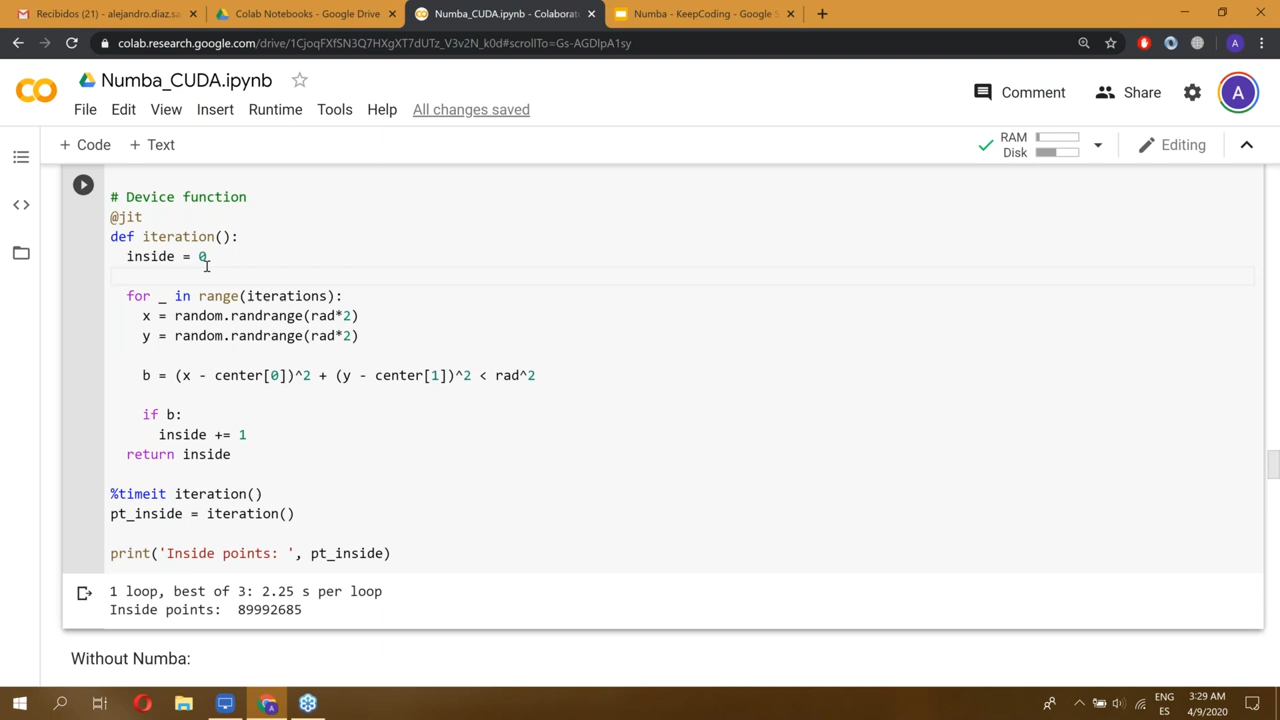 Recibidos (21) - alejandro.diaz.sa
Colab Notebooks - Google Drive
Numba_CUDA.ipynb - Colaborat
Numba - KeepCoding - Google S
colab.research.google.com/drive/1CjoqFXfSN3Q7HXgXT7dUTz_V3v2N_k0d#scrollTo=Gs-AGDIpA1sy
A
Numba_CUDA.ipynb
Comment
Share
A
File Edit View Insert Runtime Tools Help All changes saved
+ Code + Text
RAM
Disk
Editing
# Device function
@jit
def iteration():
inside = 0
for _ in range(iterations):
x = random.randrange(rad*2)
y = random.randrange(rad*2)
b = (x - center[0])^2 + (y - center[1])^2 < rad^2
if b:
inside += 1
return inside
%timeit iteration()
pt_inside = iteration()
print('Inside points: ', pt_inside)
1 loop, best of 3: 2.25 s per loop
Inside points:  89992685
Without Numba:
ENG
ES
3:29 AM
4/9/2020